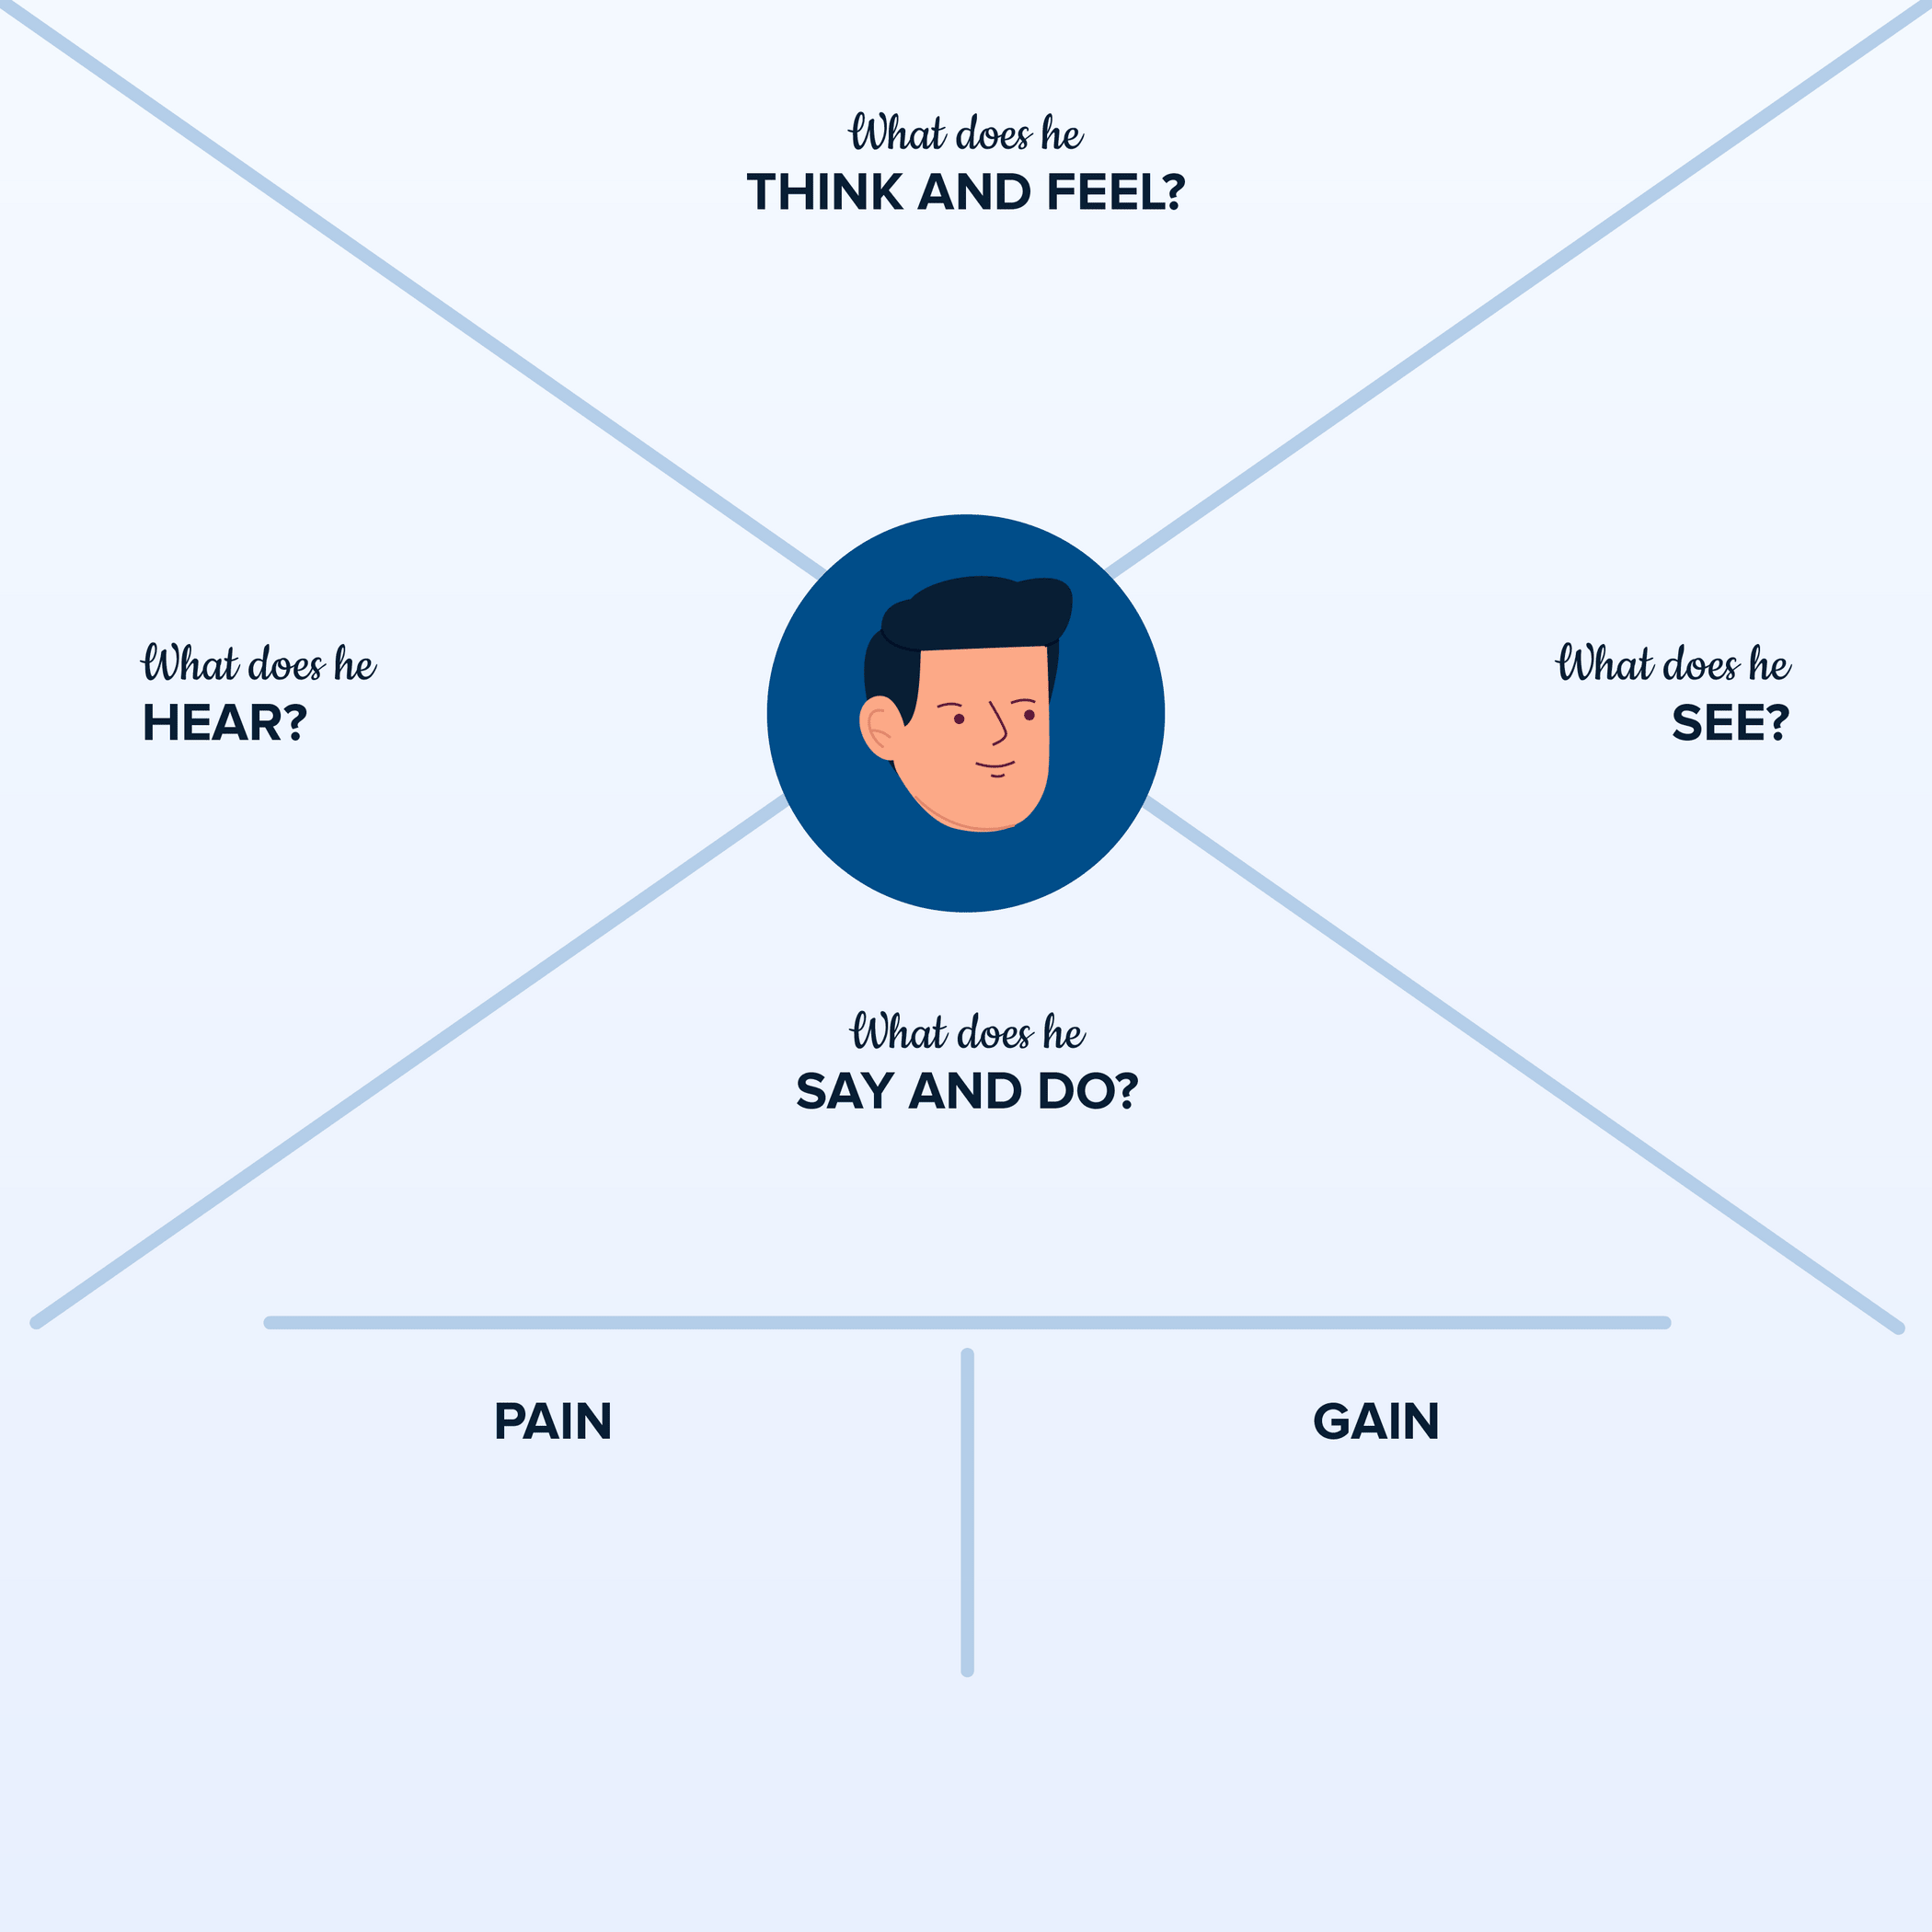 What does he
THINK AND FEEL?
What does he
HEAR?
What does he
SEE?
What does he
SAY AND DO?
PAIN
GAIN